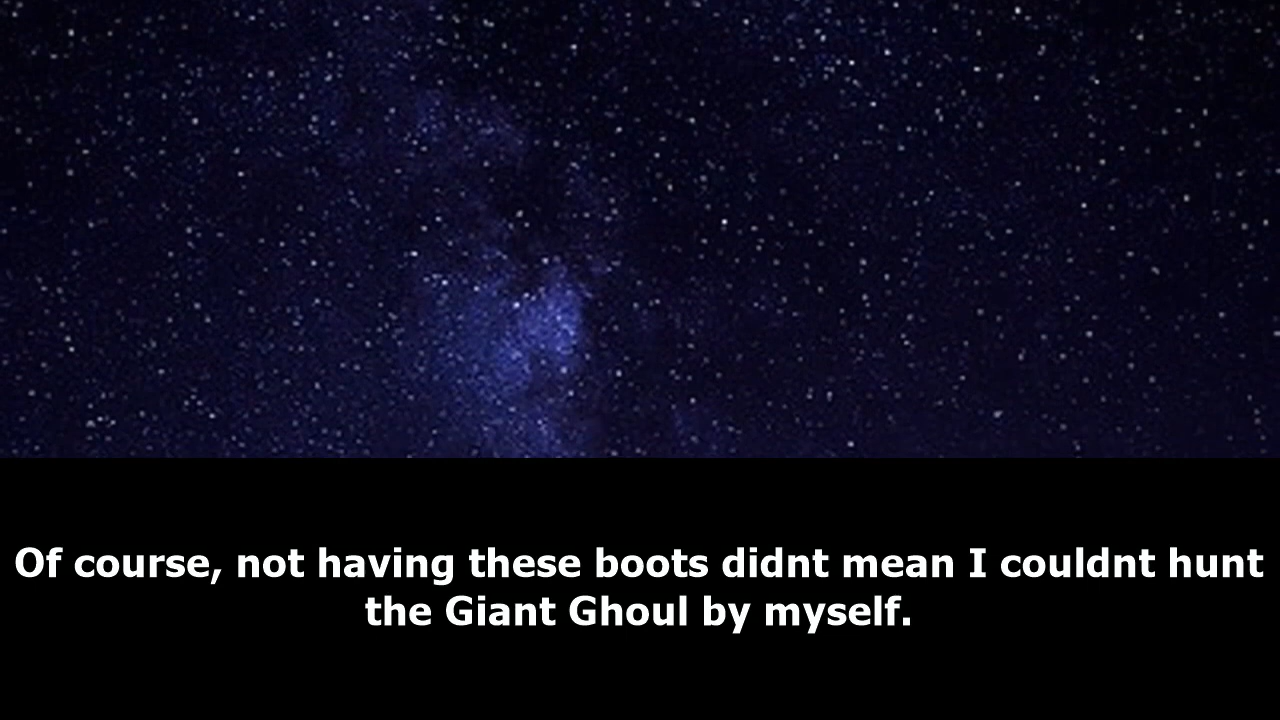 Of course, not having these boots didnt mean I couldnt hunt
the Giant Ghoul by myself.